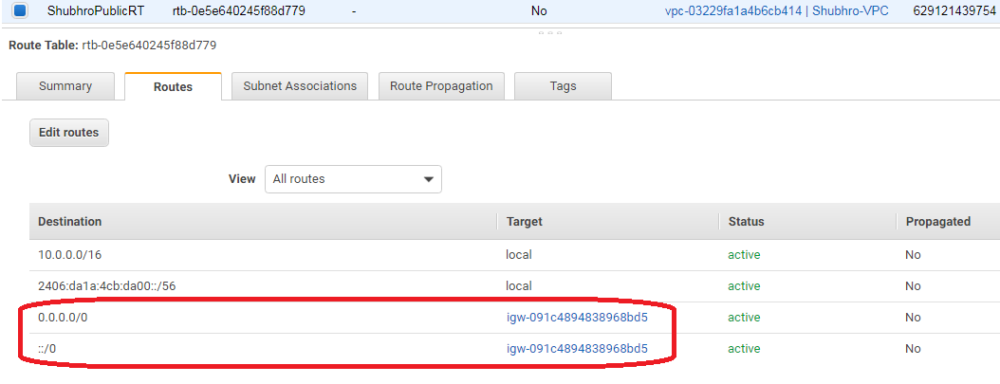 ShubhroPublicRT rtb-0e5e640245f88d779 - No vpc-03229fa1a4b6cb414 | Shubhro-VPC 629121439754
Route Table: rtb-0e5e640245f88d779
Summary Routes Subnet Associations Route Propagation Tags
Edit routes
View All routes
Destination Target Status Propagated
10.0.0.0/16 local active No
2406:da1a:4cb:da00::/56 local active No
0.0.0.0/0 igw-091c4894838968bd5 active No
::/0 igw-091c4894838968bd5 active No